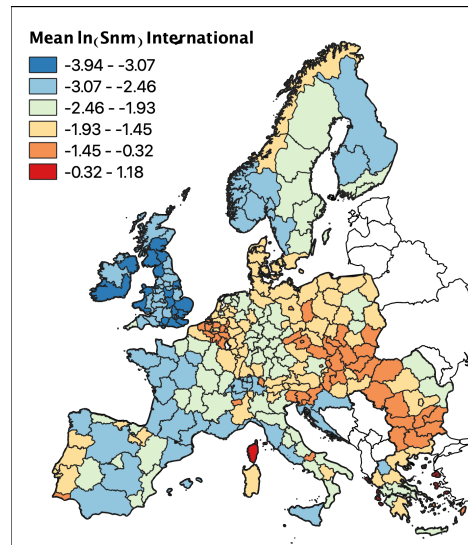 Mean ln(Snm) International
-3.94 - -3.07
-3.07 - -2.46
-2.46 - -1.93
-1.93 - -1.45
-1.45 - -0.32
-0.32 - 1.18